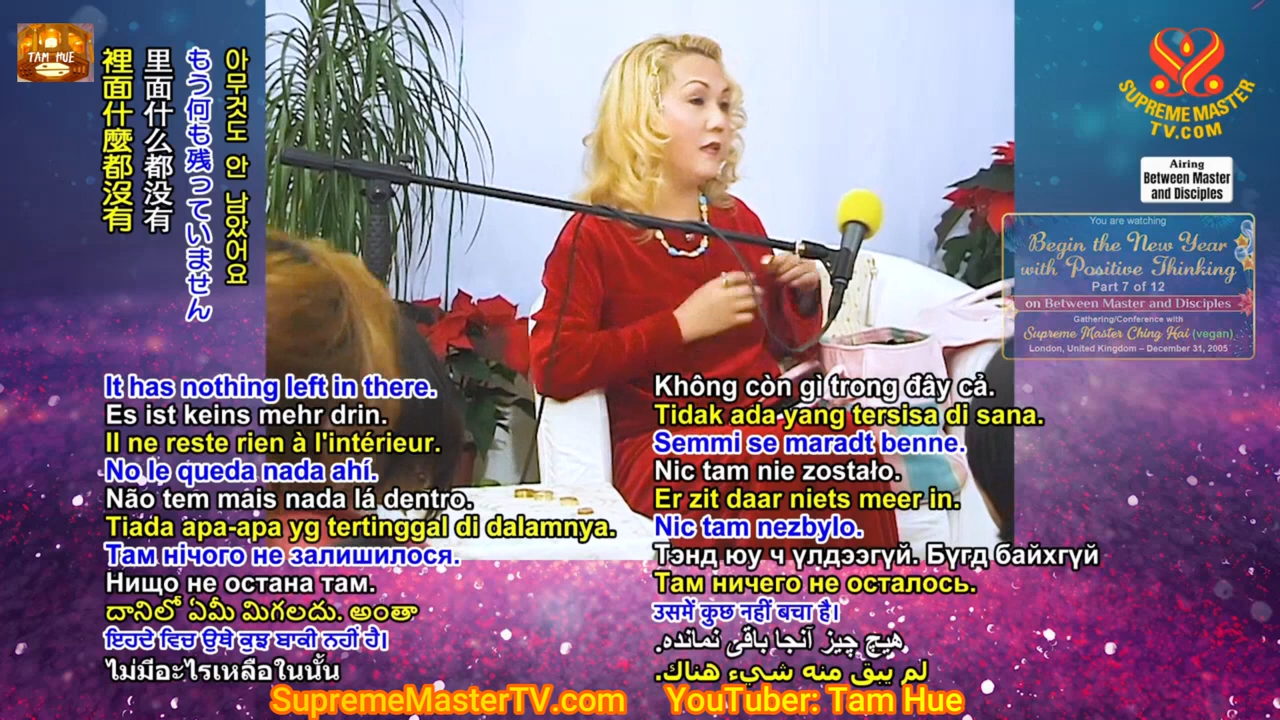 TAM HUE
裡面什麼都沒有
里面什么都没有
もう何も残っていません
아무것도 안 남았어요
SUPREME MASTER
TV.COM
Airing
Between Master
and Disciples
You are watching
Begin the New Year
with Positive Thinking
Part 7 of 12
on Between Master and Disciples
Gathering/Conference with
Supreme Master Ching Hai (vegan)
London, United Kingdom – December 31, 2005
It has nothing left in there.
Es ist keins mehr drin.
Il ne reste rien à l'intérieur.
No le queda nada ahí.
Não tem mais nada lá dentro.
Tiada apa-apa yg tertinggal di dalamnya.
Там нічого не залишилося.
Нищо не остана там.
దానిలో ఏమీ మిగలదు. అంతా
ਇਹਦੇ ਵਿਚ ਉਥੇ ਕੁਝ ਬਾਕੀ ਨਹੀਂ ਹੈ।
ไม่มีอะไรเหลือในนั้น
Không còn gì trong đây cả.
Tidak ada yang tersisa di sana.
Semmi se maradt benne.
Nic tam nie zostało.
Er zit daar niets meer in.
Nic tam nezbylo.
Тэнд юу ч үлдээгүй. Бүгд байхгүй
Там ничего не осталось.
उसमें कुछ नहीं बचा है।
هیچ چیز آنجا باقی نمانده.
لم يبق منه شيء هناك.
SupremeMasterTV.com
YouTuber: Tam Hue